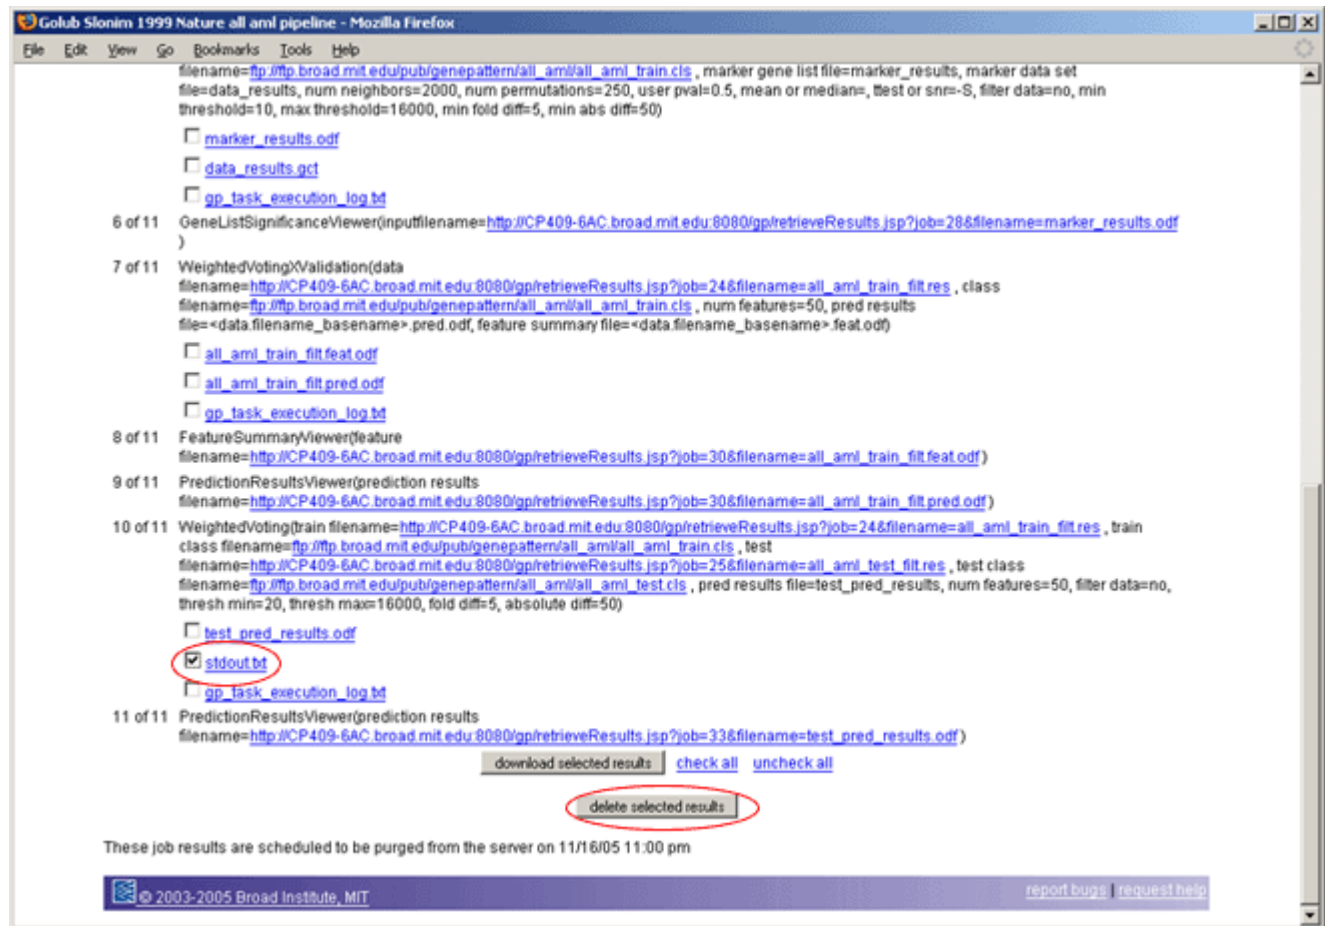 Golub Slonim 1999 Nature all aml pipeline - Mozilla Firefox
File Edit View Go Bookmarks Tools Help
filename=ftp://ftp.broad.mit.edu/pub/genepattern/all_aml/all_aml_train.cls , marker gene list file=marker_results, marker data set
file=data_results, num neighbors=2000, num permutations=250, user pval=0.5, mean or median=, ttest or snr=-S, filter data=no, min
threshold=10, max threshold=16000, min fold diff=5, min abs diff=50)
marker_results.odf
data_results.gct
gp_task_execution_log.txt
6 of 11 GeneListSignificanceViewer(inputfilename=http://CP409-6AC.broad.mit.edu:8080/gp/retrieveResults.jsp?job=28&filename=marker_results.odf
)
7 of 11 WeightedVotingXValidation(data
filename=http://CP409-6AC.broad.mit.edu:8080/gp/retrieveResults.jsp?job=24&filename=all_aml_train_filt.res , class
filename=ftp://ftp.broad.mit.edu/pub/genepattern/all_aml/all_aml_train.cls , num features=50, pred results
file=<data.filename_basename>.pred.odf, feature summary file=<data.filename_basename>.feat.odf)
all_aml_train_filt.feat.odf
all_aml_train_filt.pred.odf
gp_task_execution_log.txt
8 of 11 FeatureSummaryViewer(feature
filename=http://CP409-6AC.broad.mit.edu:8080/gp/retrieveResults.jsp?job=30&filename=all_aml_train_filt.feat.odf )
9 of 11 PredictionResultsViewer(prediction results
filename=http://CP409-6AC.broad.mit.edu:8080/gp/retrieveResults.jsp?job=30&filename=all_aml_train_filt.pred.odf )
10 of 11 WeightedVoting(train filename=http://CP409-6AC.broad.mit.edu:8080/gp/retrieveResults.jsp?job=24&filename=all_aml_train_filt.res , train
class filename=ftp://ftp.broad.mit.edu/pub/genepattern/all_aml/all_aml_train.cls , test
filename=http://CP409-6AC.broad.mit.edu:8080/gp/retrieveResults.jsp?job=25&filename=all_aml_test_filt.res , test class
filename=ftp://ftp.broad.mit.edu/pub/genepattern/all_aml/all_aml_test.cls , pred results file=test_pred_results, num features=50, filter data=no,
thresh min=20, thresh max=16000, fold diff=5, absolute diff=50)
test_pred_results.odf
stdout.txt
gp_task_execution_log.txt
11 of 11 PredictionResultsViewer(prediction results
filename=http://CP409-6AC.broad.mit.edu:8080/gp/retrieveResults.jsp?job=33&filename=test_pred_results.odf )
download selected results check all uncheck all
delete selected results
These job results are scheduled to be purged from the server on 11/16/05 11:00 pm
© 2003-2005 Broad Institute, MIT report bugs | request help